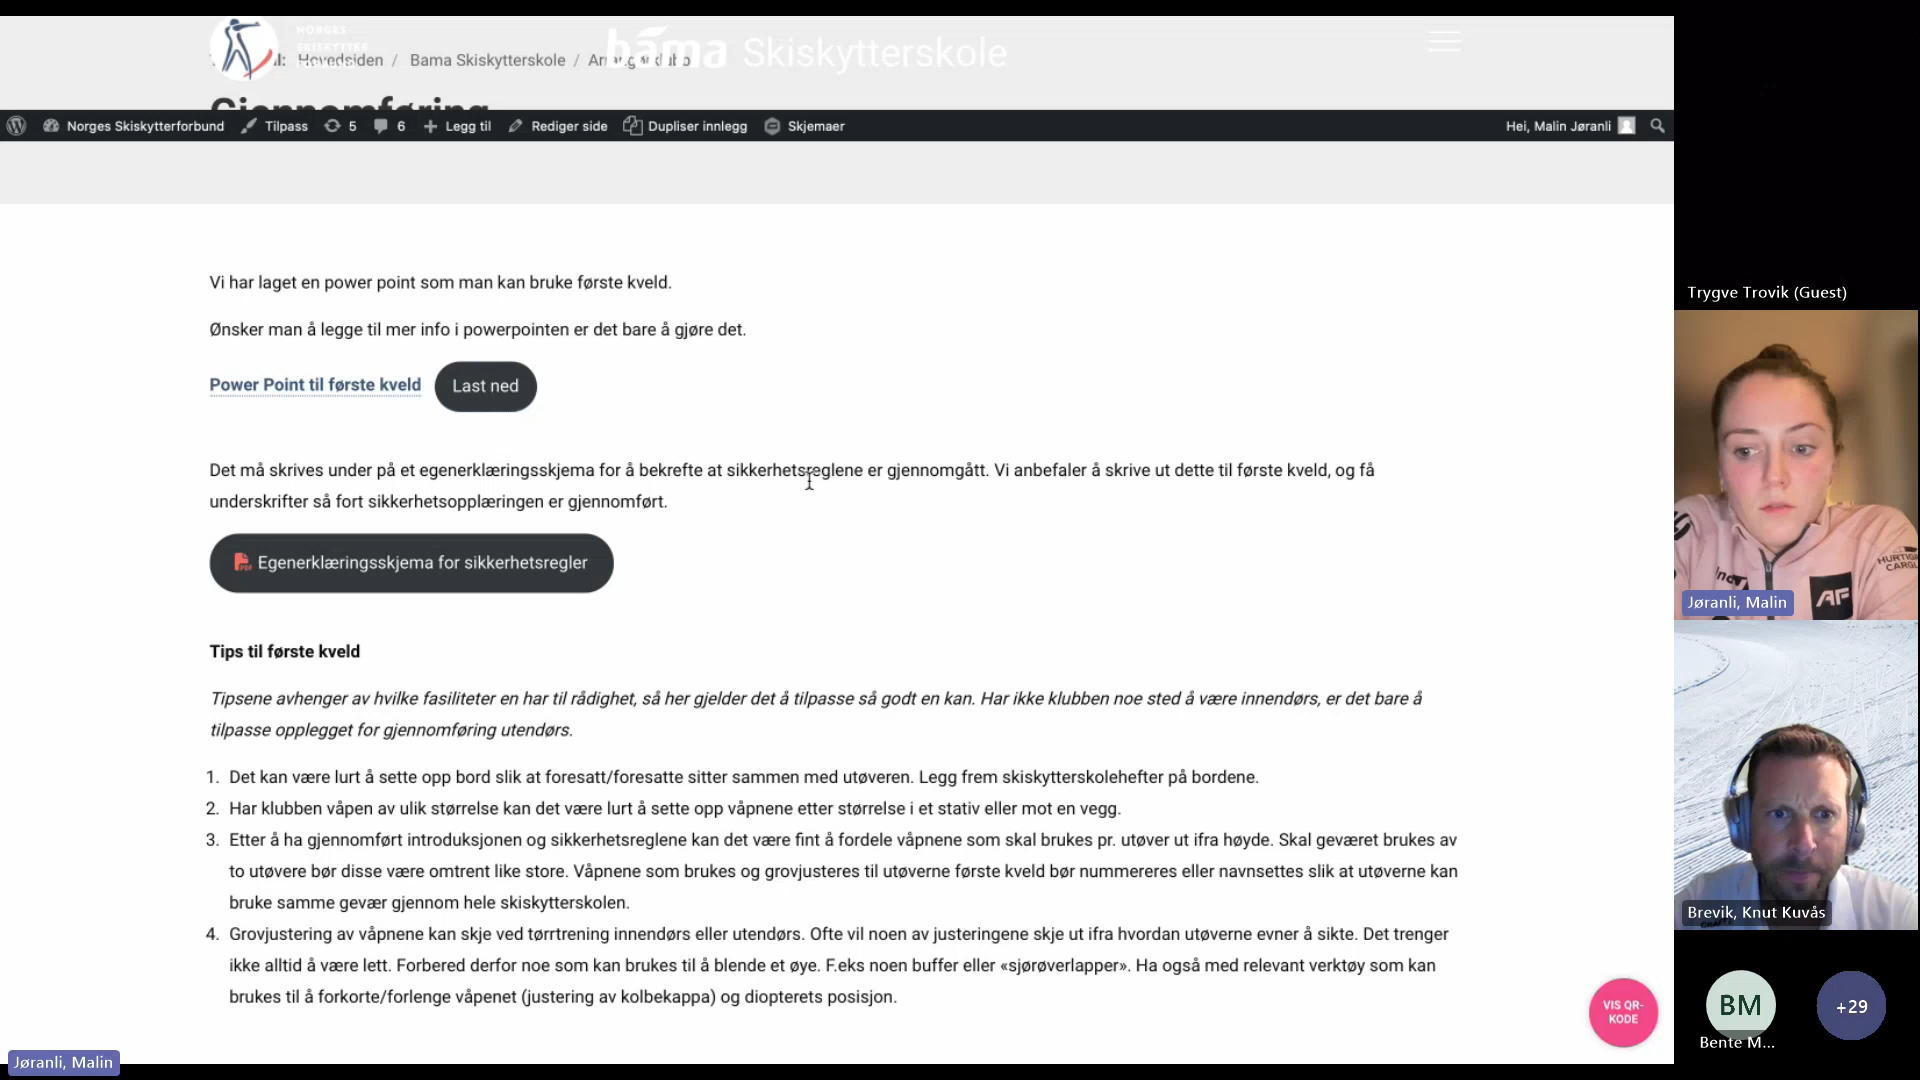 NORGES
SKISKYTTER
Hovedsiden / Bama Skiskytterskole /
bama Skiskytterskole
Gjennomføring
Norges Skiskytterforbund Tilpass 5 6 Legg til Rediger side Dupliser innlegg Skjemaer Hei, Malin Jøranli
Vi har laget en power point som man kan bruke første kveld.
Ønsker man å legge til mer info i powerpointen er det bare å gjøre det.
Power Point til første kveld Last ned
Det må skrives under på et egenerklæringsskjema for å bekrefte at sikkerhetsreglene er gjennomgått. Vi anbefaler å skrive ut dette til første kveld, og få
underskrifter så fort sikkerhetsopplæringen er gjennomført.
PDF Egenerklæringsskjema for sikkerhetsregler
Tips til første kveld
Tipsene avhenger av hvilke fasiliteter en har til rådighet, så her gjelder det å tilpasse så godt en kan. Har ikke klubben noe sted å være innendørs, er det bare å
tilpasse opplegget for gjennomføring utendørs.
1. Det kan være lurt å sette opp bord slik at foresatt/foresatte sitter sammen med utøveren. Legg frem skiskytterskolehefter på bordene.
2. Har klubben våpen av ulik størrelse kan det være lurt å sette opp våpnene etter størrelse i et stativ eller mot en vegg.
3. Etter å ha gjennomført introduksjonen og sikkerhetsreglene kan det være fint å fordele våpnene som skal brukes pr. utøver ut ifra høyde. Skal geværet brukes av
to utøvere bør disse være omtrent like store. Våpnene som brukes og grovjusteres til utøverne første kveld bør nummereres eller navnsettes slik at utøverne kan
bruke samme gevær gjennom hele skiskytterskolen.
4. Grovjustering av våpnene kan skje ved tørrtrening innendørs eller utendørs. Ofte vil noen av justeringene skje ut ifra hvordan utøverne evner å sikte. Det trenger
ikke alltid å være lett. Forbered derfor noe som kan brukes til å blende et øye. F.eks noen buffer eller «sjørøverlapper». Ha også med relevant verktøy som kan
brukes til å forkorte/forlenge våpenet (justering av kolbekappa) og diopterets posisjon.
VIS QR-
KODE
Jøranli, Malin
Trygve Trovik (Guest)
HURTIG
CARGL
AF
Jøranli, Malin
Brevik, Knut Kuvås
BM
Bente M...
+29